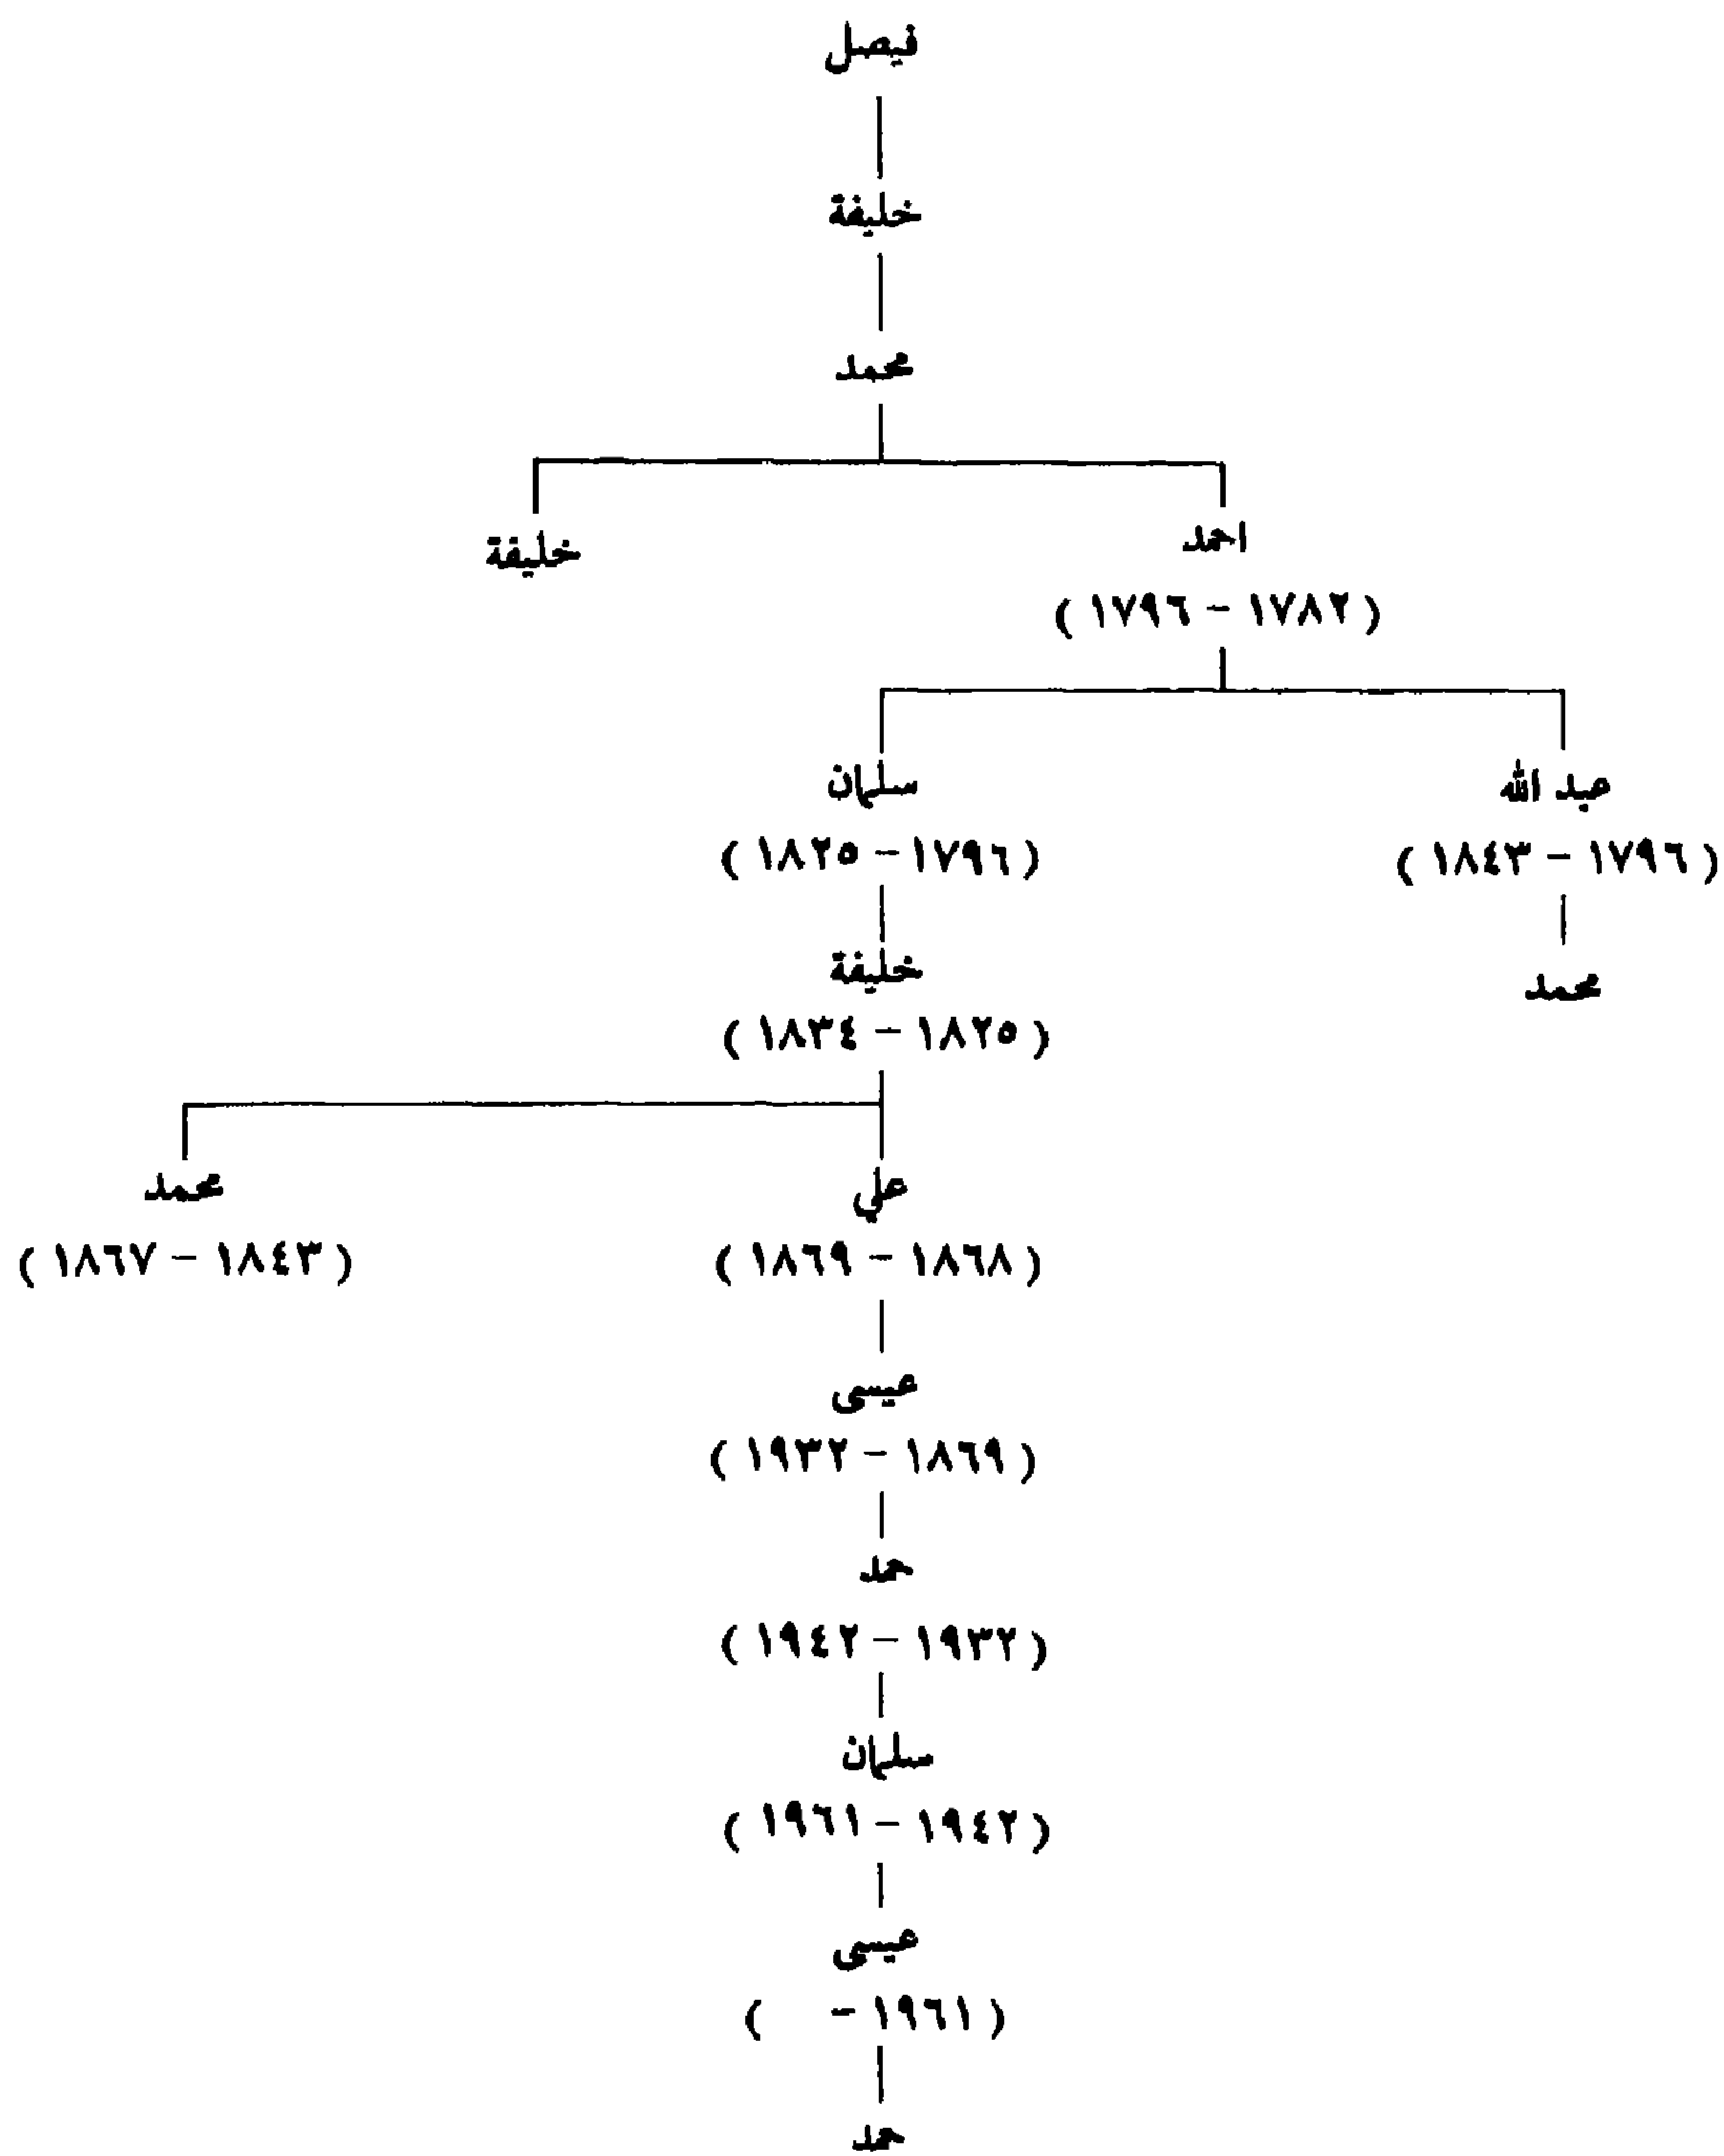 فيصل
خليفة
محمد
احمد
خليفة
(١٧٨٢ – ١٧٩٦)
عبد الله
سلمان
(١٧٩٦ – ١٨٤٣)
(١٧٩٦ – ١٨٢٥)
خليفة
محمد
(١٨٢٥ – ١٨٣٤)
علي
محمد
(١٨٦٨ – ١٨٦٩)
(١٨٤٣ – ١٨٦٧)
عيسى
(١٨٦٩ – ١٩٣٢)
حمد
(١٩٣٢ – ١٩٤٢)
سلمان
(١٩٤٢ – ١٩٦١)
عيسى
(١٩٦١ – )
حمد